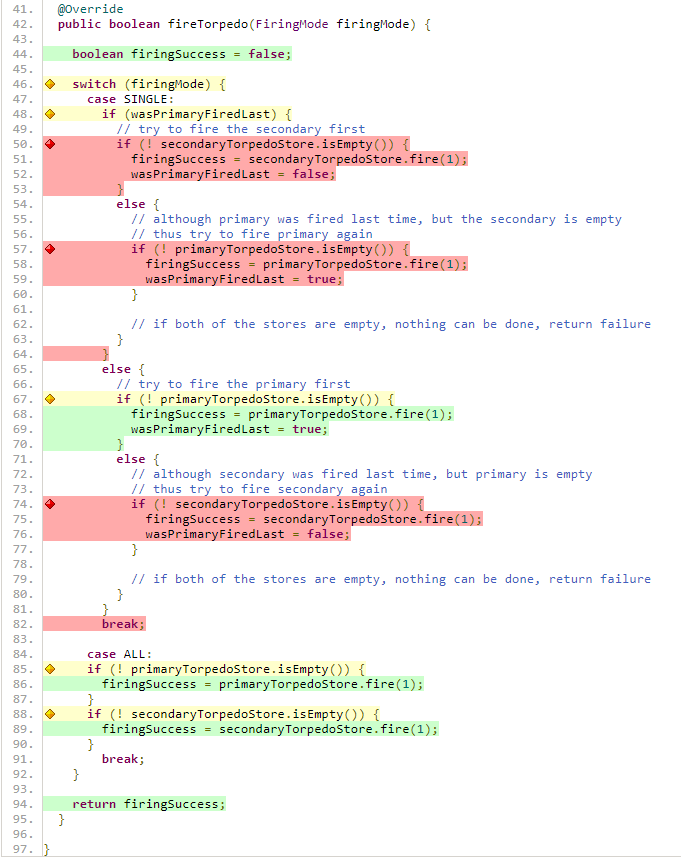 41. @Override
42. public boolean fireTorpedo(FiringMode firingMode) {
43.
44. boolean firingSuccess = false;
45.
46. switch (firingMode) {
47. case SINGLE:
48. if (wasPrimaryFiredLast) {
49. // try to fire the secondary first
50. if (! secondaryTorpedoStore.isEmpty()) {
51. firingSuccess = secondaryTorpedoStore.fire(1);
52. wasPrimaryFiredLast = false;
53. }
54. else {
55. // although primary was fired last time, but the secondary is empty
56. // thus try to fire primary again
57. if (! primaryTorpedoStore.isEmpty()) {
58. firingSuccess = primaryTorpedoStore.fire(1);
59. wasPrimaryFiredLast = true;
60. }
61.
62. // if both of the stores are empty, nothing can be done, return failure
63. }
64. }
65. else {
66. // try to fire the primary first
67. if (! primaryTorpedoStore.isEmpty()) {
68. firingSuccess = primaryTorpedoStore.fire(1);
69. wasPrimaryFiredLast = true;
70. }
71. else {
72. // although secondary was fired last time, but primary is empty
73. // thus try to fire secondary again
74. if (! secondaryTorpedoStore.isEmpty()) {
75. firingSuccess = secondaryTorpedoStore.fire(1);
76. wasPrimaryFiredLast = false;
77. }
78.
79. // if both of the stores are empty, nothing can be done, return failure
80. }
81. }
82. break;
83.
84. case ALL:
85. if (! primaryTorpedoStore.isEmpty()) {
86. firingSuccess = primaryTorpedoStore.fire(1);
87. }
88. if (! secondaryTorpedoStore.isEmpty()) {
89. firingSuccess = secondaryTorpedoStore.fire(1);
90. }
91. break;
92. }
93.
94. return firingSuccess;
95. }
96.
97. }